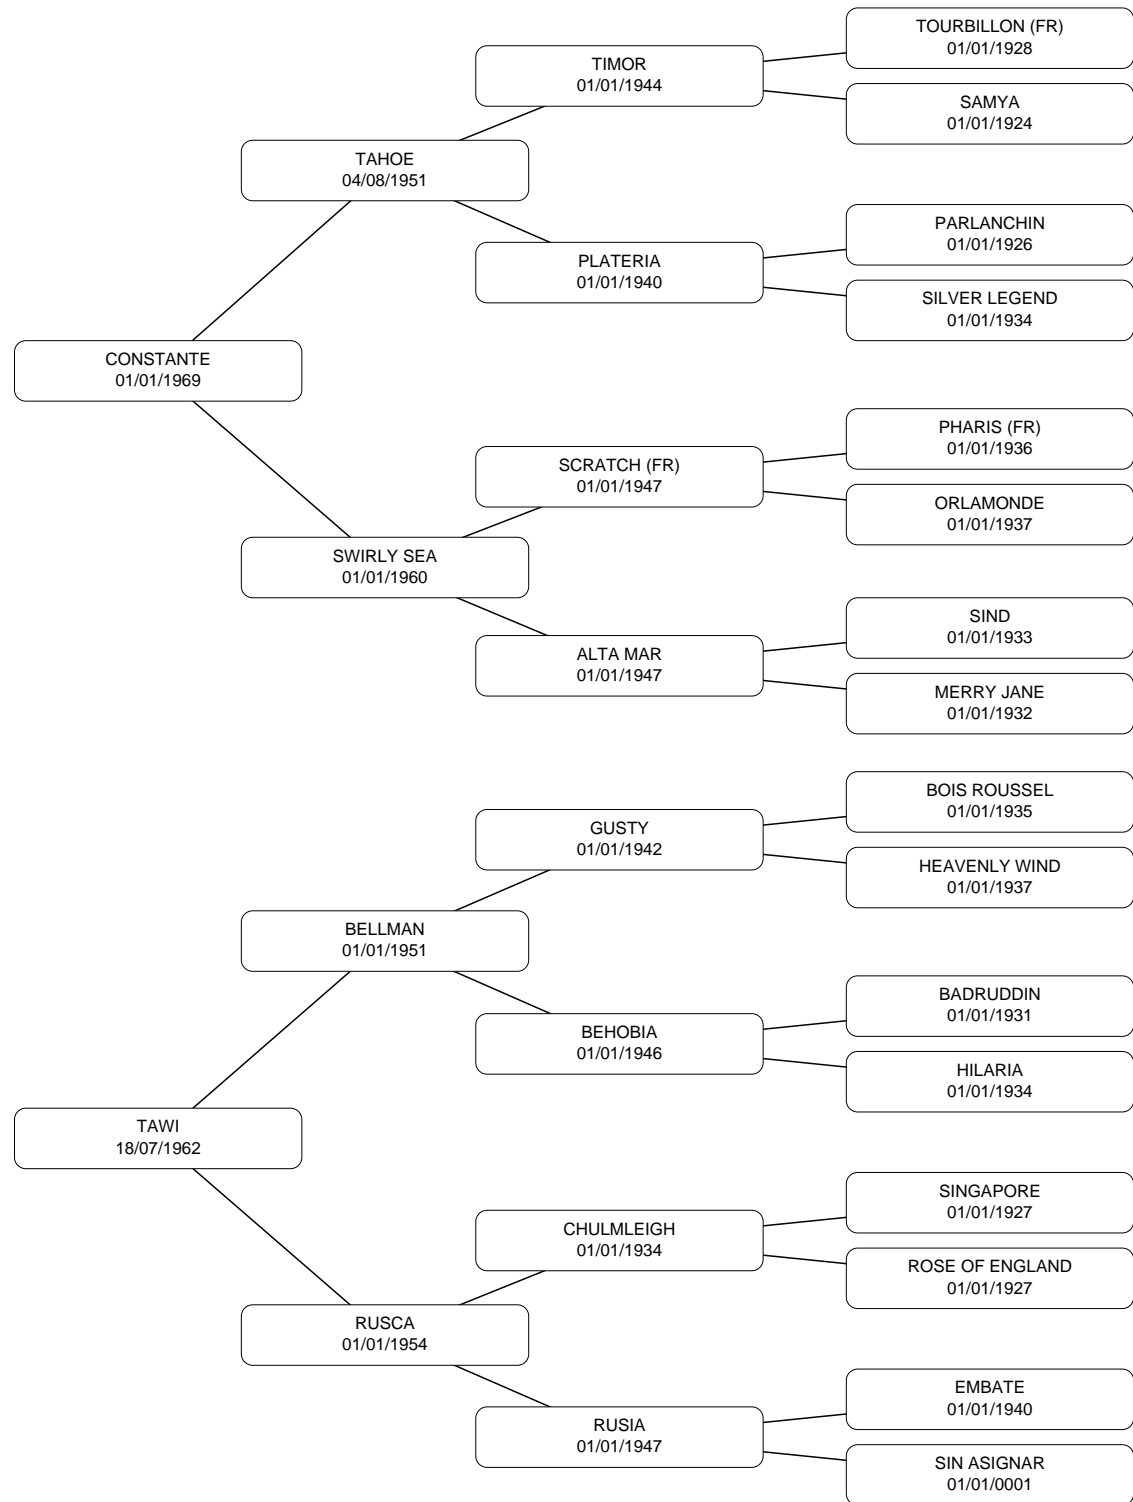 TOURBILLON (FR)
01/01/1928
TIMOR
01/01/1944
SAMYA
01/01/1924
TAHOE
04/08/1951
PARLANCHIN
01/01/1926
PLATERIA
01/01/1940
SILVER LEGEND
01/01/1934
CONSTANTE
01/01/1969
PHARIS (FR)
01/01/1936
SCRATCH (FR)
01/01/1947
ORLAMONDE
01/01/1937
SWIRLY SEA
01/01/1960
SIND
01/01/1933
ALTA MAR
01/01/1947
MERRY JANE
01/01/1932
BOIS ROUSSEL
01/01/1935
GUSTY
01/01/1942
HEAVENLY WIND
01/01/1937
BELLMAN
01/01/1951
BADRUDDIN
01/01/1931
BEHOBIA
01/01/1946
HILARIA
01/01/1934
TAWI
18/07/1962
SINGAPORE
01/01/1927
CHULMLEIGH
01/01/1934
ROSE OF ENGLAND
01/01/1927
RUSCA
01/01/1954
EMBATE
01/01/1940
RUSIA
01/01/1947
SIN ASIGNAR
01/01/0001